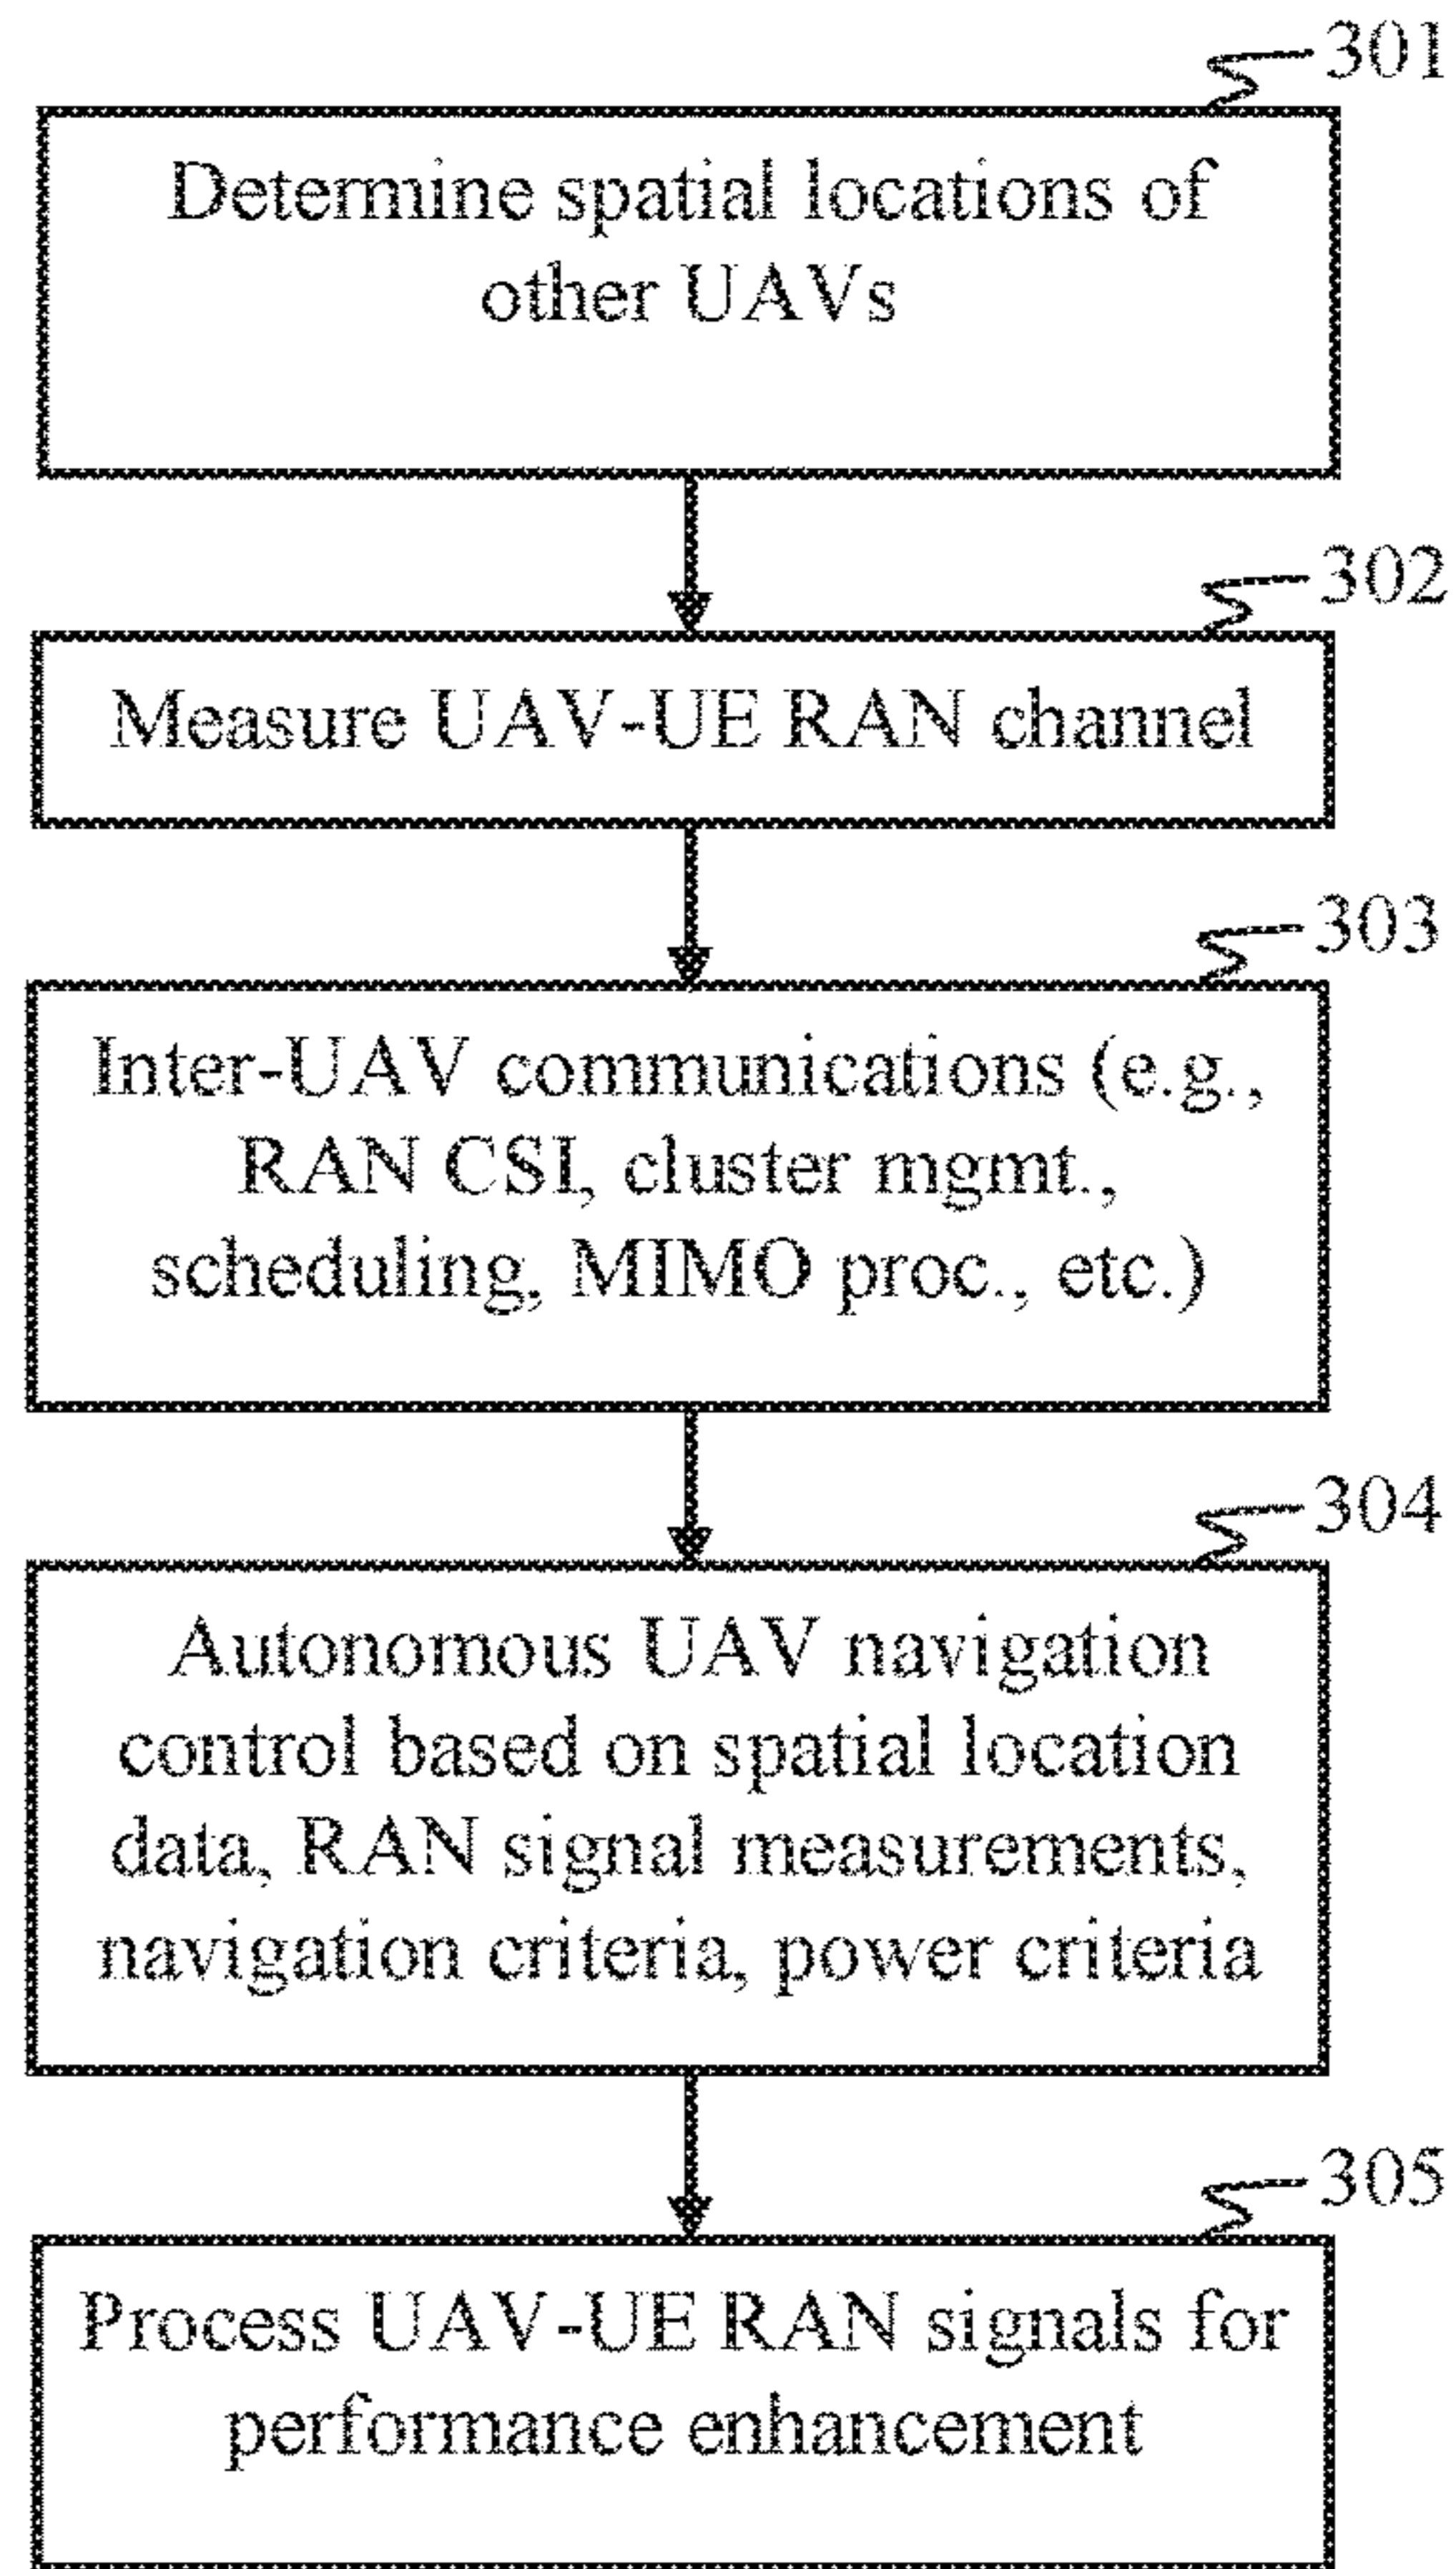 301
Determine spatial locations of
other UAVs
302
Measure UAV-UE RAN channel
303
Inter-UAV communications (e.g.,
RAN CSI, cluster mgmt.,
scheduling, MIMO proc., etc.)
304
Autonomous UAV navigation
control based on spatial location
data, RAN signal measurements,
navigation criteria, power criteria
305
Process UAV-UE RAN signals for
performance enhancement